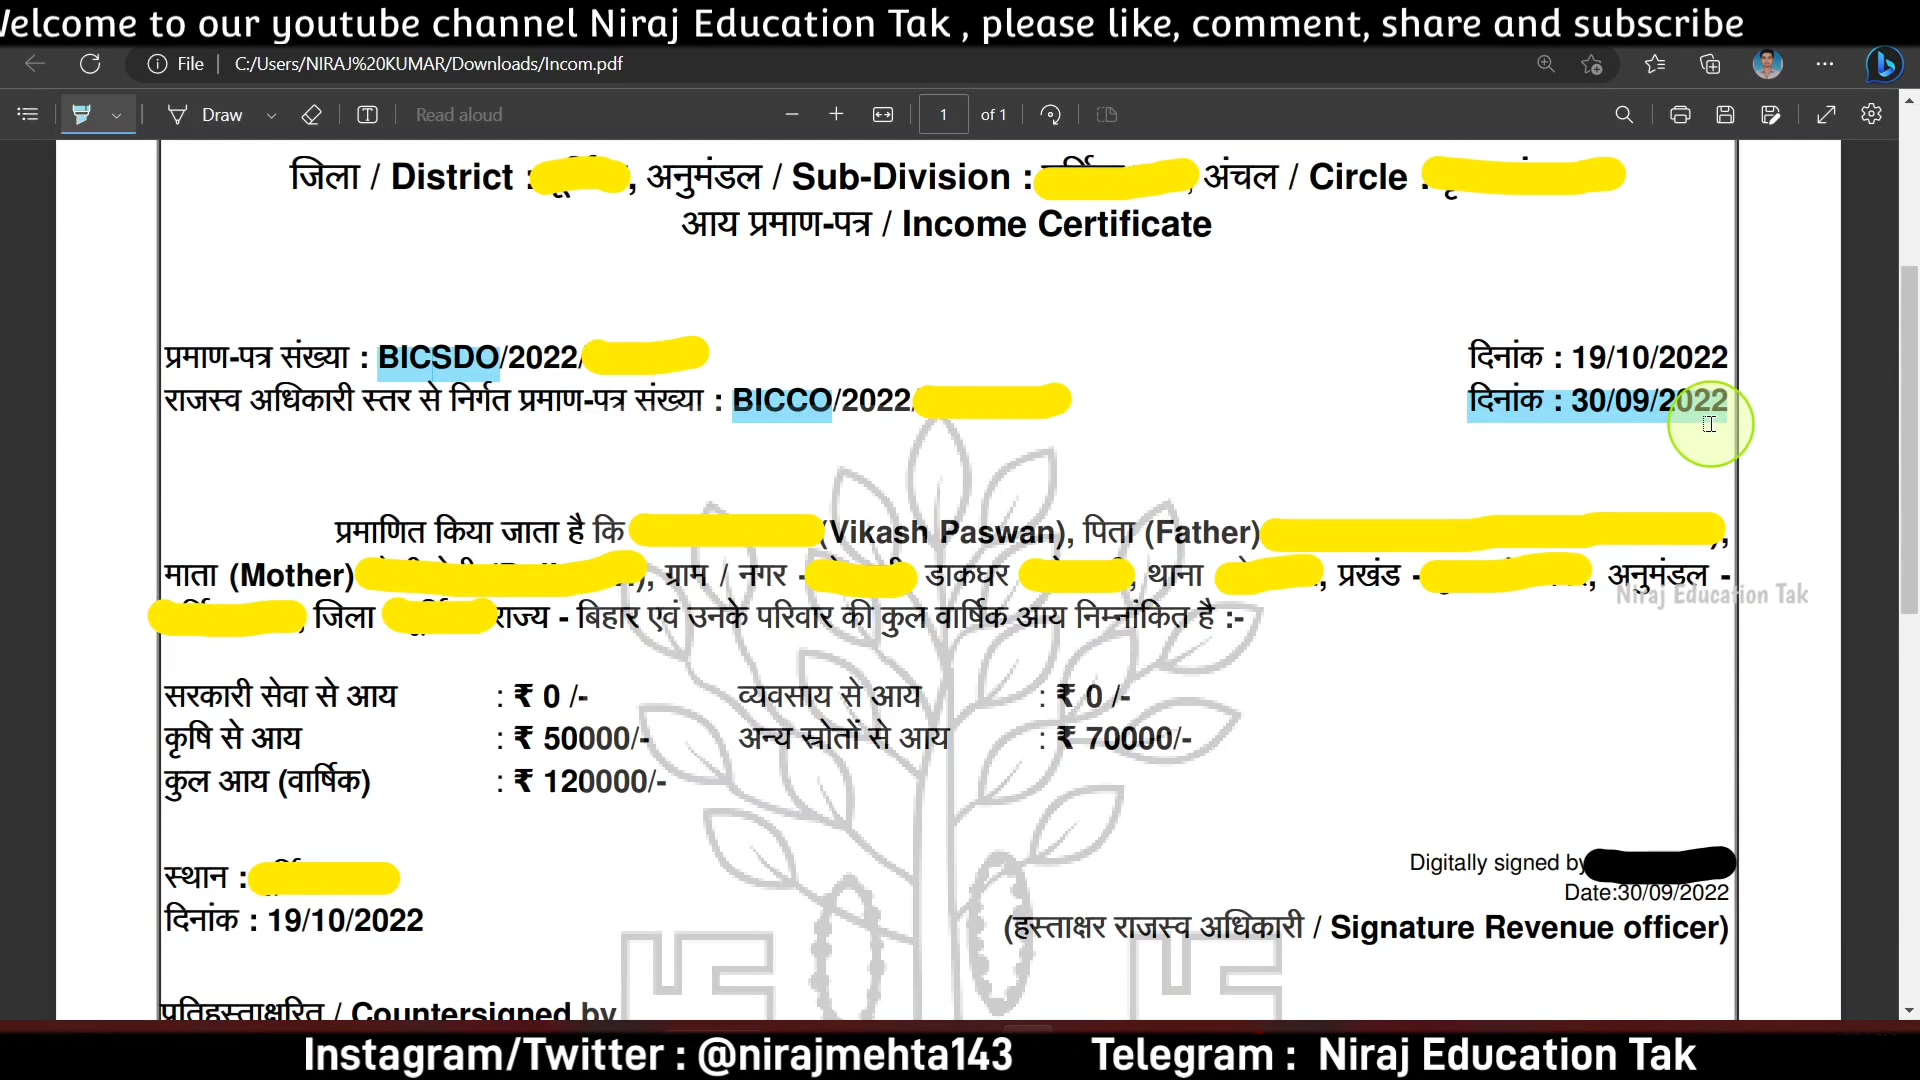 Welcome to our youtube channel Niraj Education Tak , please like, comment, share and subscribe
File C:/Users/NIRAJ%20KUMAR/Downloads/Incom.pdf
Draw Read aloud 1 of 1
जिला / District : , अनुमंडल / Sub-Division : , अंचल / Circle :
आय प्रमाण-पत्र / Income Certificate
प्रमाण-पत्र संख्या : BICSDO/2022/ दिनांक : 19/10/2022
राजस्व अधिकारी स्तर से निर्गत प्रमाण-पत्र संख्या : BICCO/2022/ दिनांक : 30/09/2022
प्रमाणित किया जाता है कि (Vikash Paswan), पिता (Father) ,
माता (Mother) ), ग्राम / नगर - डाकघर , थाना , प्रखंड - , अनुमंडल -
Niraj Education Tak
, जिला राज्य - बिहार एवं उनके परिवार की कुल वार्षिक आय निम्नांकित है :-
सरकारी सेवा से आय : ₹ 0 /- व्यवसाय से आय : ₹ 0 /-
कृषि से आय : ₹ 50000/- अन्य स्रोतों से आय : ₹ 70000/-
कुल आय (वार्षिक) : ₹ 120000/-
Digitally signed by
स्थान :
Date:30/09/2022
दिनांक : 19/10/2022
(हस्ताक्षर राजस्व अधिकारी / Signature Revenue officer)
प्रतिहस्ताक्षरित / Countersigned by
Instagram/Twitter : @nirajmehta143 Telegram : Niraj Education Tak